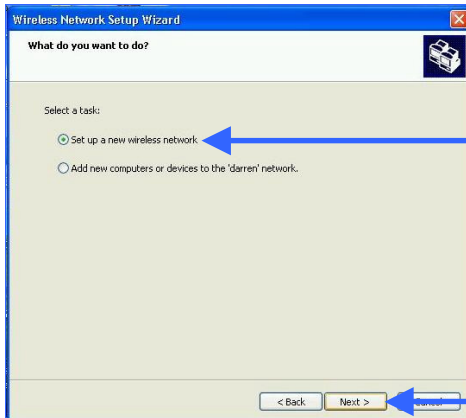 Wireless Network Setup Wizard
What do you want to do?
Select a task:
Set up a new wireless network
Add new computers or devices to the 'darren' network.
< Back Next >